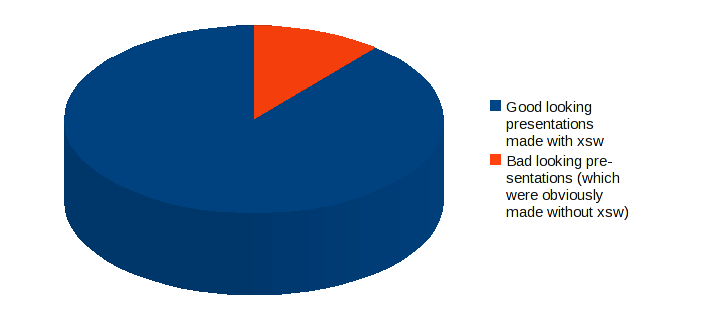 Good looking
presentations
made with xsw
Bad looking pre-
sentations (which
were obviously
made without xsw)